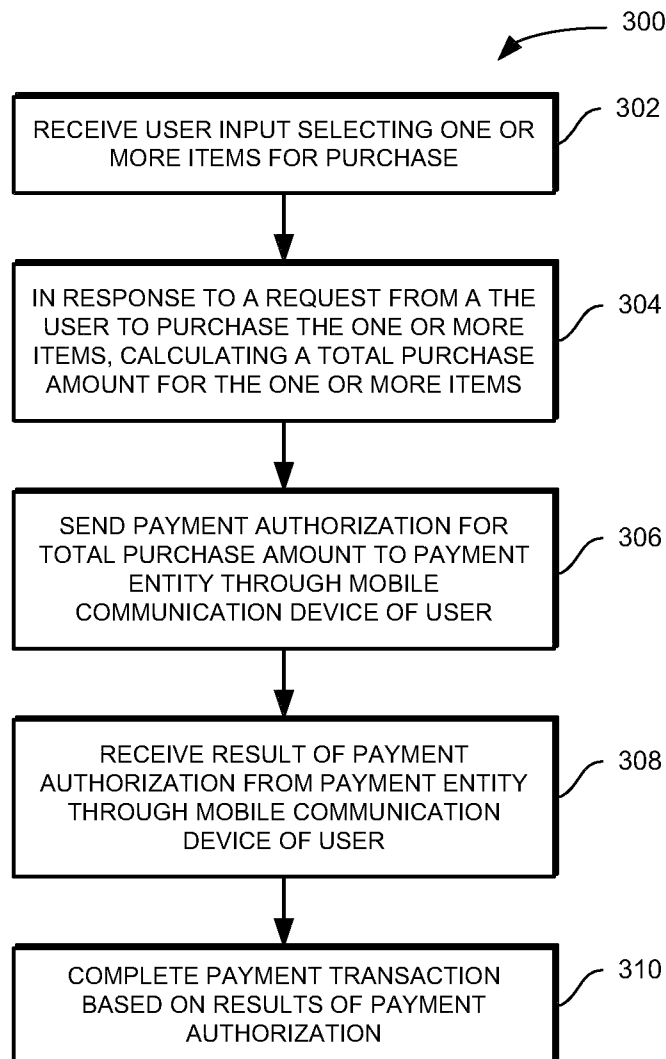 300
302
RECEIVE USER INPUT SELECTING ONE OR
MORE ITEMS FOR PURCHASE
304
IN RESPONSE TO A REQUEST FROM A THE
USER TO PURCHASE THE ONE OR MORE
ITEMS, CALCULATING A TOTAL PURCHASE
AMOUNT FOR THE ONE OR MORE ITEMS
306
SEND PAYMENT AUTHORIZATION FOR
TOTAL PURCHASE AMOUNT TO PAYMENT
ENTITY THROUGH MOBILE
COMMUNICATION DEVICE OF USER
308
RECEIVE RESULT OF PAYMENT
AUTHORIZATION FROM PAYMENT ENTITY
THROUGH MOBILE COMMUNICATION
DEVICE OF USER
310
COMPLETE PAYMENT TRANSACTION
BASED ON RESULTS OF PAYMENT
AUTHORIZATION